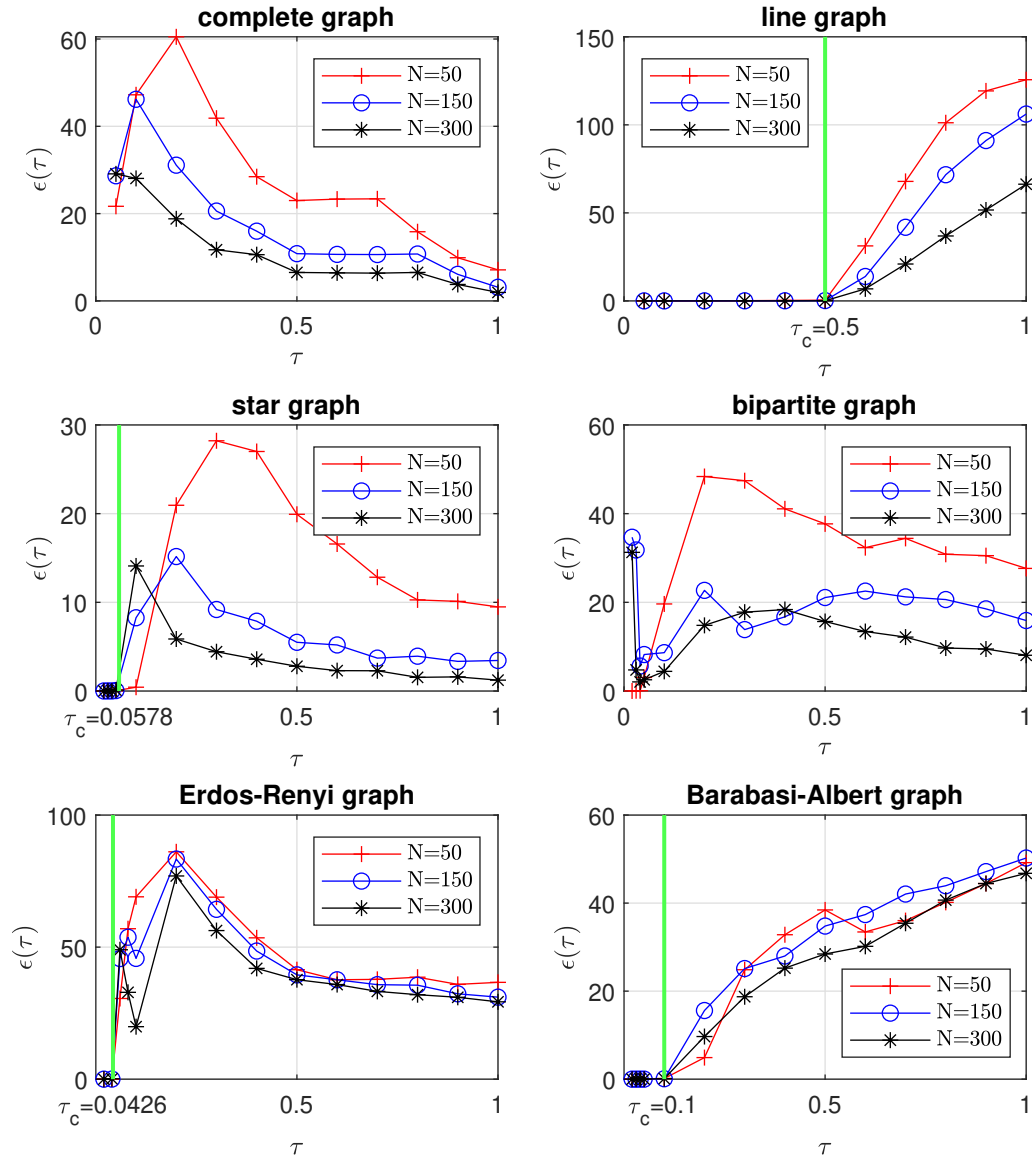 complete graph
60
40
20
0
ϵ(τ)
N=50
N=150
N=300
0
0.5
1
τ
line graph
150
100
50
0
ϵ(τ)
N=50
N=150
N=300
τc=0.5
1
τ
star graph
30
20
10
0
ϵ(τ)
N=50
N=150
N=300
τc=0.0578
0.5
1
τ
bipartite graph
60
40
20
0
ϵ(τ)
N=50
N=150
N=300
0
0.5
1
τ
Erdos-Renyi graph
100
50
0
ϵ(τ)
N=50
N=150
N=300
τc=0.0426
0.5
1
τ
Barabasi-Albert graph
60
40
20
0
ϵ(τ)
N=50
N=150
N=300
τc=0.1
0.5
1
τ